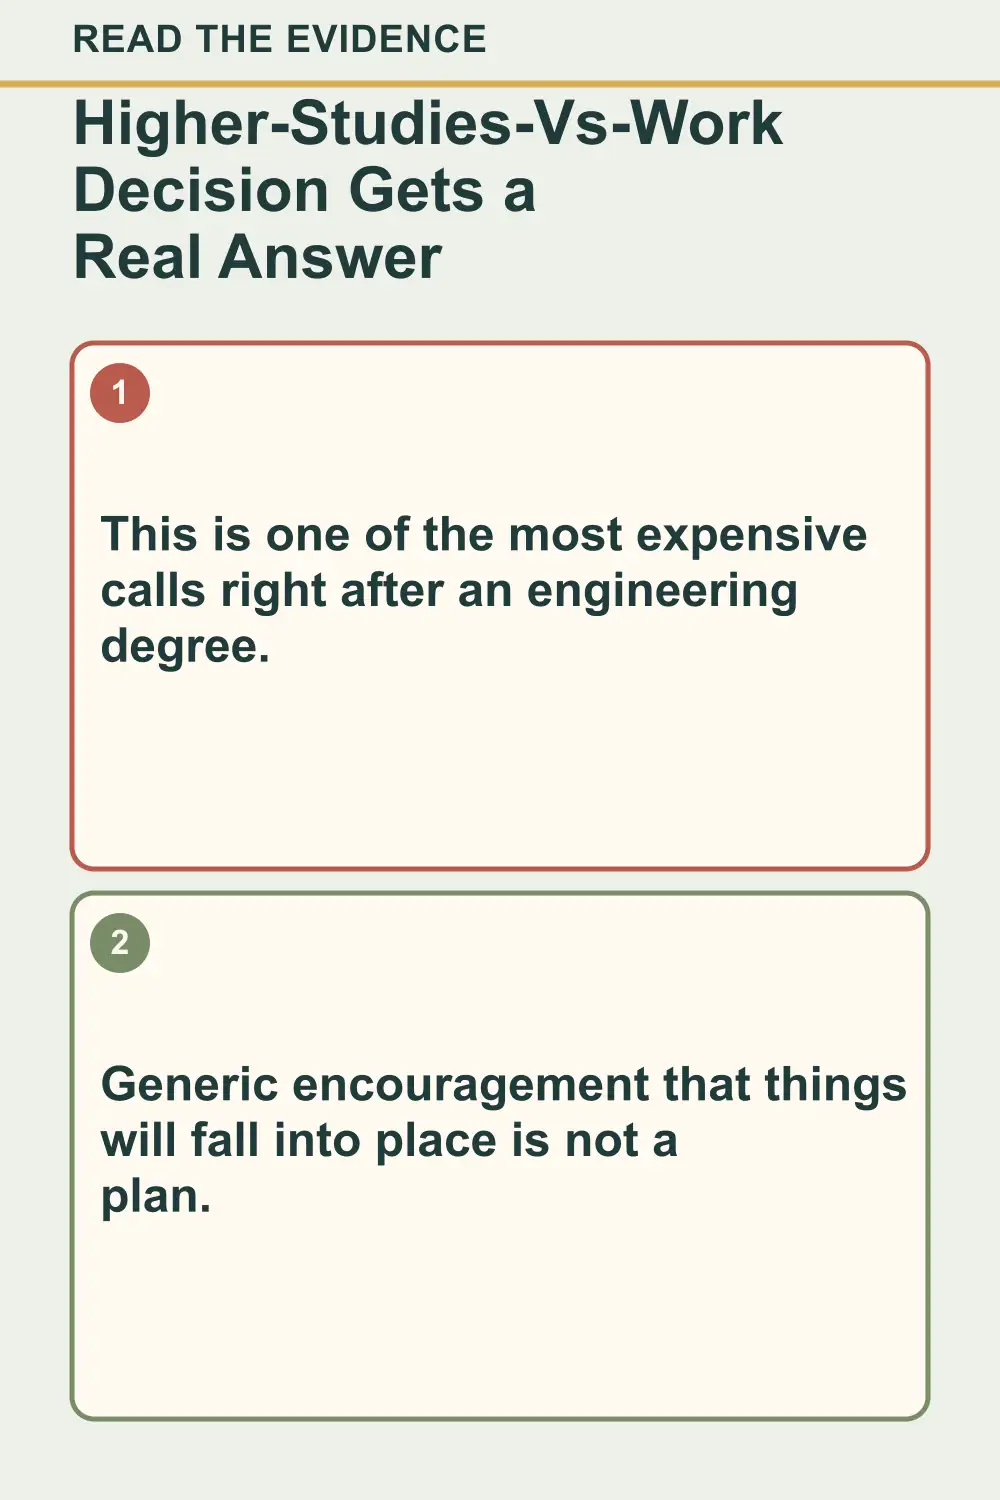 READ THE EVIDENCE
Higher-Studies-Vs-Work
Decision Gets a
Real Answer
1
This is one of the most expensive
calls right after an engineering
degree.
2
Generic encouragement that things
will fall into place is not a
plan.